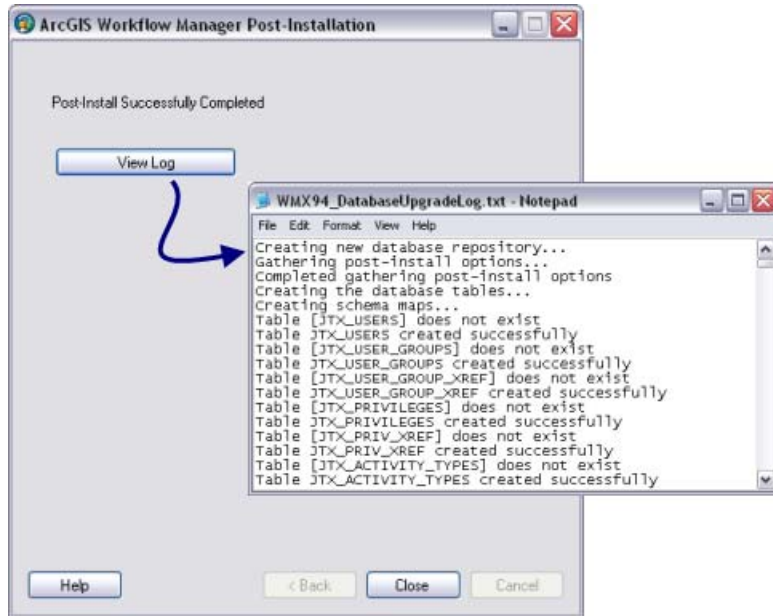 ArcGIS Workflow Manager Post-Installation
Post-Install Successfully Completed
View Log
WMX94_DatabaseUpgradeLog.txt - Notepad
File Edit Format View Help
Creating new database repository...
Gathering post-install options...
Completed gathering post-install options
Creating the database tables...
Creating schema maps...
Table [JTX_USERS] does not exist
Table JTX_USERS created successfully
Table [JTX_USER_GROUPS] does not exist
Table JTX_USER_GROUPS created successfully
Table [JTX_USER_GROUP_XREF] does not exist
Table JTX_USER_GROUP_XREF created successfully
Table [JTX_PRIVILEGES] does not exist
Table JTX_PRIVILEGES created successfully
Table [JTX_PRIV_XREF] does not exist
Table JTX_PRIV_XREF created successfully
Table [JTX_ACTIVITY_TYPES] does not exist
Table JTX_ACTIVITY_TYPES created successfully
Help
< Back
Close
Cancel